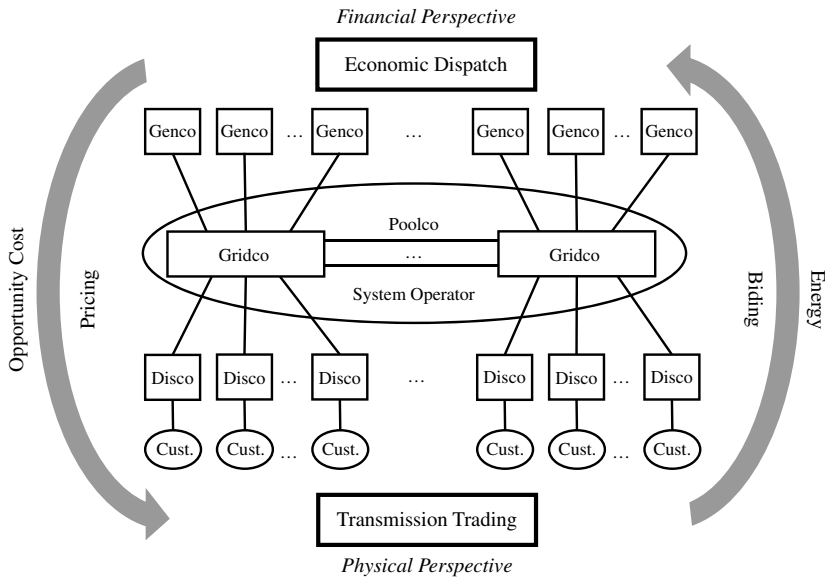 Financial Perspective
Economic Dispatch
Genco Genco ... Genco ... Genco Genco ... Genco
Poolco
Gridco ... Gridco
System Operator
Opportunity Cost
Pricing
Biding
Energy
Disco Disco ... Disco ... Disco Disco ... Disco
Cust. Cust. ... Cust. Cust. Cust. ... Cust.
Transmission Trading
Physical Perspective